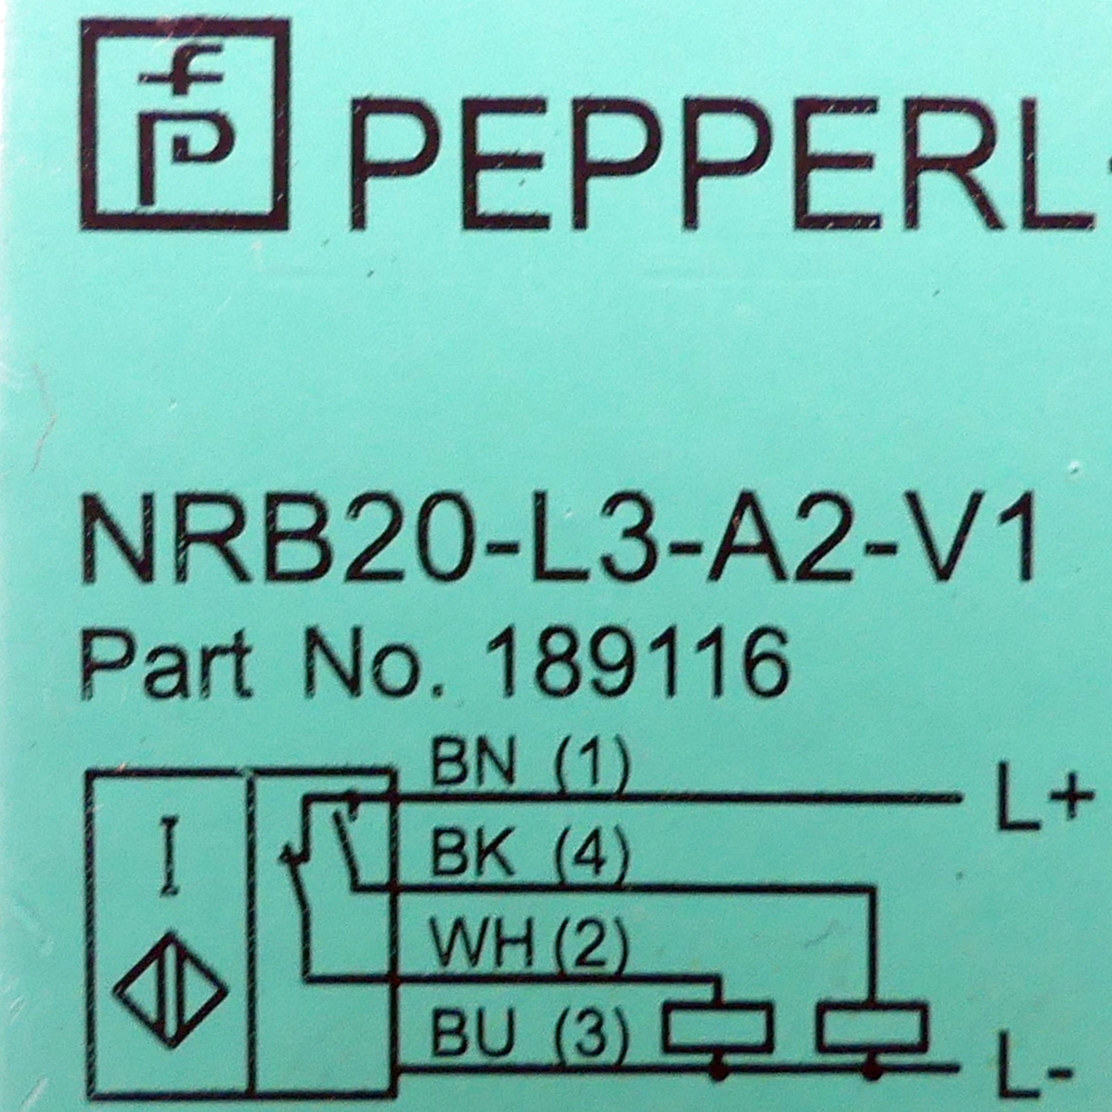 PEPPERL
NRB20-L3-A2-V1
Part No. 189116
BN (1)
L+
BK (4)
I
WH (2)
BU (3)
L-